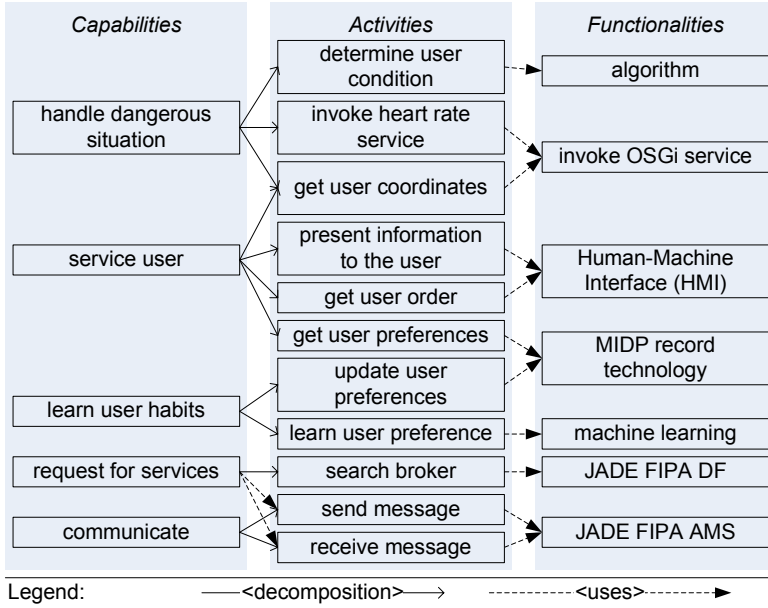 Capabilities
Activities
Functionalities
handle dangerous
situation
service user
learn user habits
request for services
communicate
determine user
condition
invoke heart rate
service
get user coordinates
present information
to the user
get user order
get user preferences
update user
preferences
learn user preference
search broker
send message
receive message
algorithm
invoke OSGi service
Human-Machine
Interface (HMI)
MIDP record
technology
machine learning
JADE FIPA DF
JADE FIPA AMS
Legend:
<decomposition>
<uses>